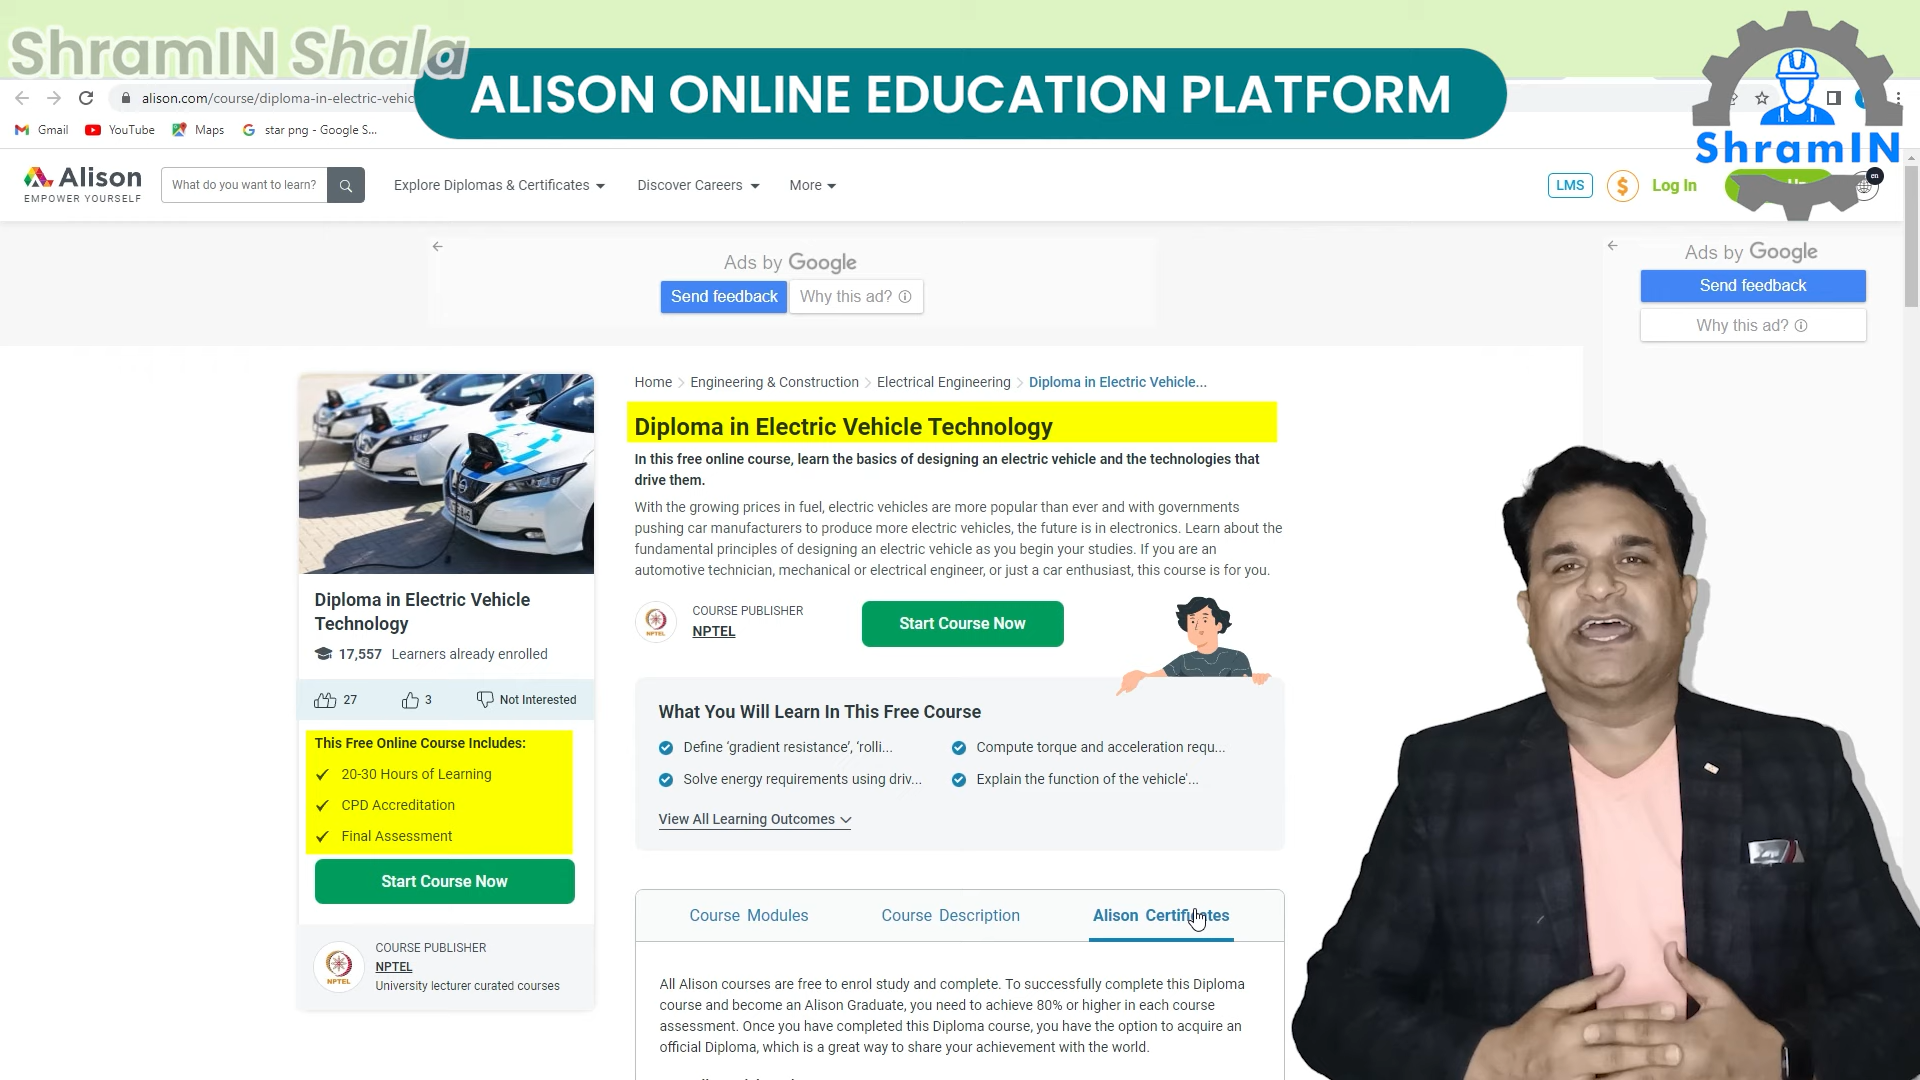 ShramIN Shala
ALISON ONLINE EDUCATION PLATFORM
ShramIN
alison.com/course/diploma-in-electric-vehic
Gmail YouTube Maps star png - Google S...
Alison
EMPOWER YOURSELF
What do you want to learn?
Explore Diplomas & Certificates
Discover Careers
More
LMS
$
Log In
en
Ads by Google
Send feedback
Why this ad?
Ads by Google
Send feedback
Why this ad?
Home > Engineering & Construction > Electrical Engineering > Diploma in Electric Vehicle...
Diploma in Electric Vehicle Technology
In this free online course, learn the basics of designing an electric vehicle and the technologies that
drive them.
With the growing prices in fuel, electric vehicles are more popular than ever and with governments
pushing car manufacturers to produce more electric vehicles, the future is in electronics. Learn about the
fundamental principles of designing an electric vehicle as you begin your studies. If you are an
automotive technician, mechanical or electrical engineer, or just a car enthusiast, this course is for you.
NPTEL
COURSE PUBLISHER
NPTEL
Start Course Now
Diploma in Electric Vehicle
Technology
17,557 Learners already enrolled
27
3
Not Interested
This Free Online Course Includes:
20-30 Hours of Learning
CPD Accreditation
Final Assessment
Start Course Now
NPTEL
COURSE PUBLISHER
NPTEL
University lecturer curated courses
What You Will Learn In This Free Course
Define ‘gradient resistance’, ‘rolli...
Compute torque and acceleration requ...
Solve energy requirements using driv...
Explain the function of the vehicle'...
View All Learning Outcomes
Course Modules
Course Description
Alison Certificates
All Alison courses are free to enrol study and complete. To successfully complete this Diploma
course and become an Alison Graduate, you need to achieve 80% or higher in each course
assessment. Once you have completed this Diploma course, you have the option to acquire an
official Diploma, which is a great way to share your achievement with the world.